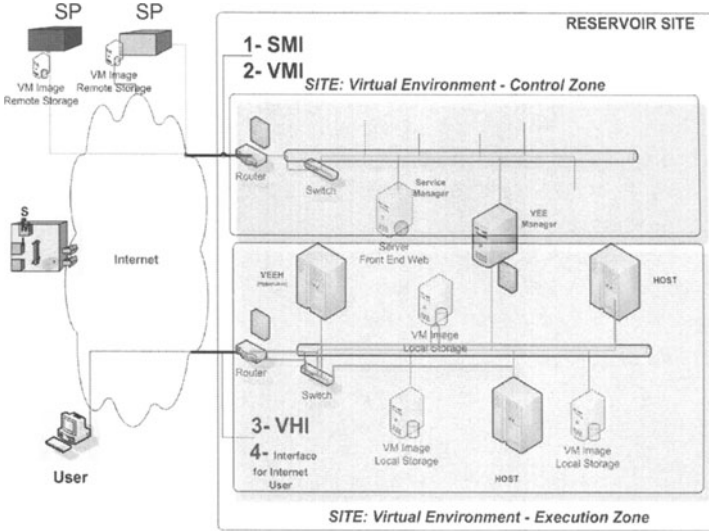 SP
SP
RESERVOIR SITE
1- SMI
2- VMI
VM Image
Remote Storage
VM Image
Remote Storage
SITE: Virtual Environment - Control Zone
Router
Switch
Service
Manager
VEE
Manager
Server
Front End Web
S
M
I
Internet
VEEH
HOST
VM Image
Local Storage
Router
Switch
3- VHI
4- Interface
for Internet
User
VM Image
Local Storage
VM Image
Local Storage
User
HOST
SITE: Virtual Environment - Execution Zone